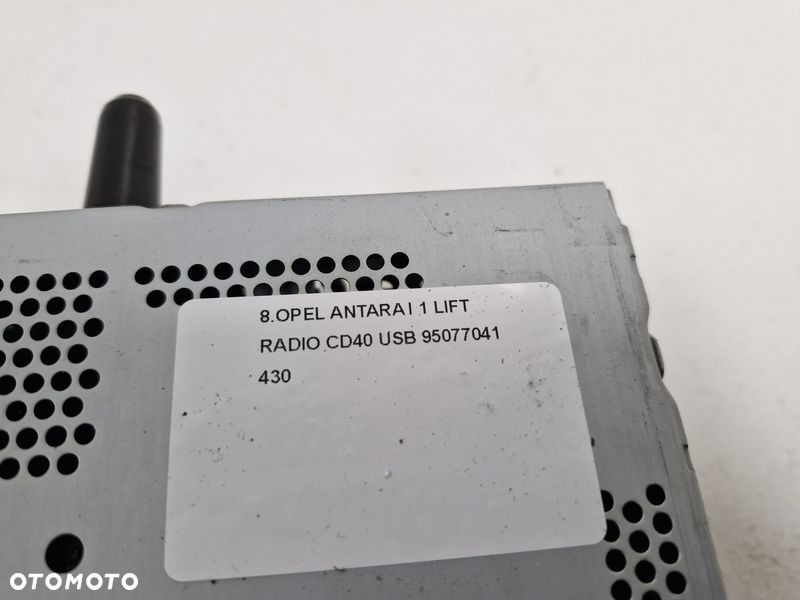 8.OPEL ANTARA I 1 LIFT
RADIO CD40 USB 95077041
430
OTOMOTO